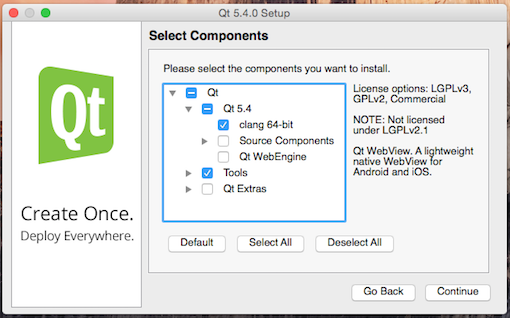 Qt 5.4.0 Setup
Qt
Create Once.
Deploy Everywhere.
Select Components
Please select the components you want to install.
Qt
Qt 5.4
clang 64-bit
Source Components
Qt WebEngine
Tools
Qt Extras
License options: LGPLv3,
GPLv2, Commercial
NOTE: Not licensed
under LGPLv2.1
Qt WebView. A lightweight
native WebView for
Android and iOS.
Default
Select All
Deselect All
Go Back
Continue